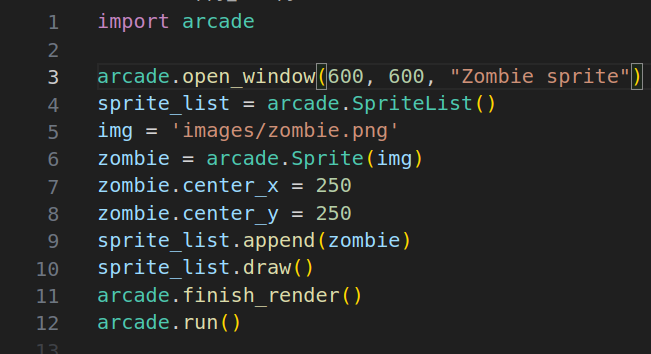 1 import arcade
2
3 arcade.open_window(600, 600, "Zombie sprite")
4 sprite_list = arcade.SpriteList()
5 img = 'images/zombie.png'
6 zombie = arcade.Sprite(img)
7 zombie.center_x = 250
8 zombie.center_y = 250
9 sprite_list.append(zombie)
10 sprite_list.draw()
11 arcade.finish_render()
12 arcade.run()
13